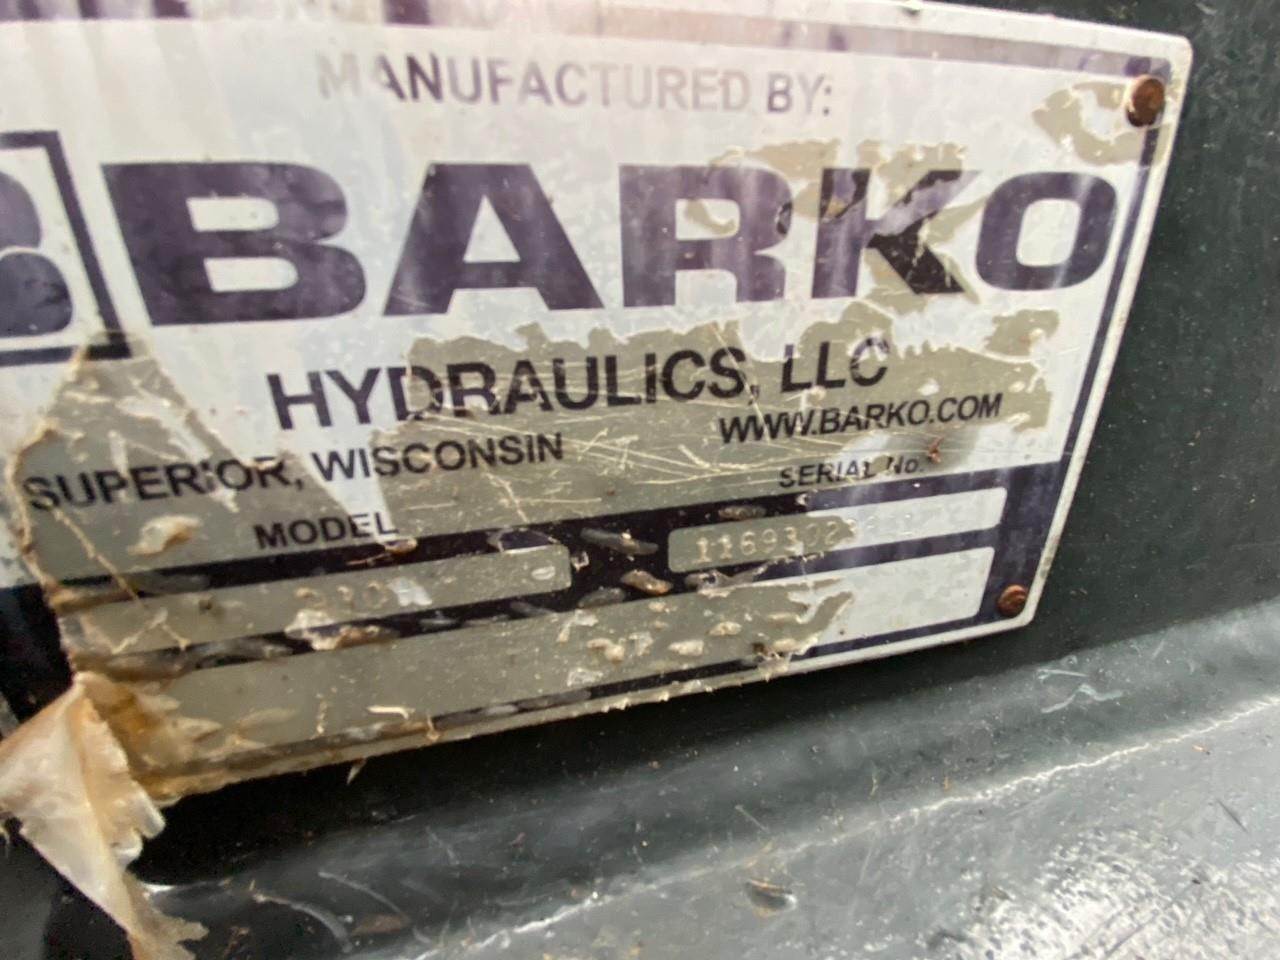 MANUFACTURED BY:
B BARKO
HYDRAULICS, LLC
SUPERIOR, WISCONSIN
WWW.BARKO.COM
MODEL
SERIAL No.